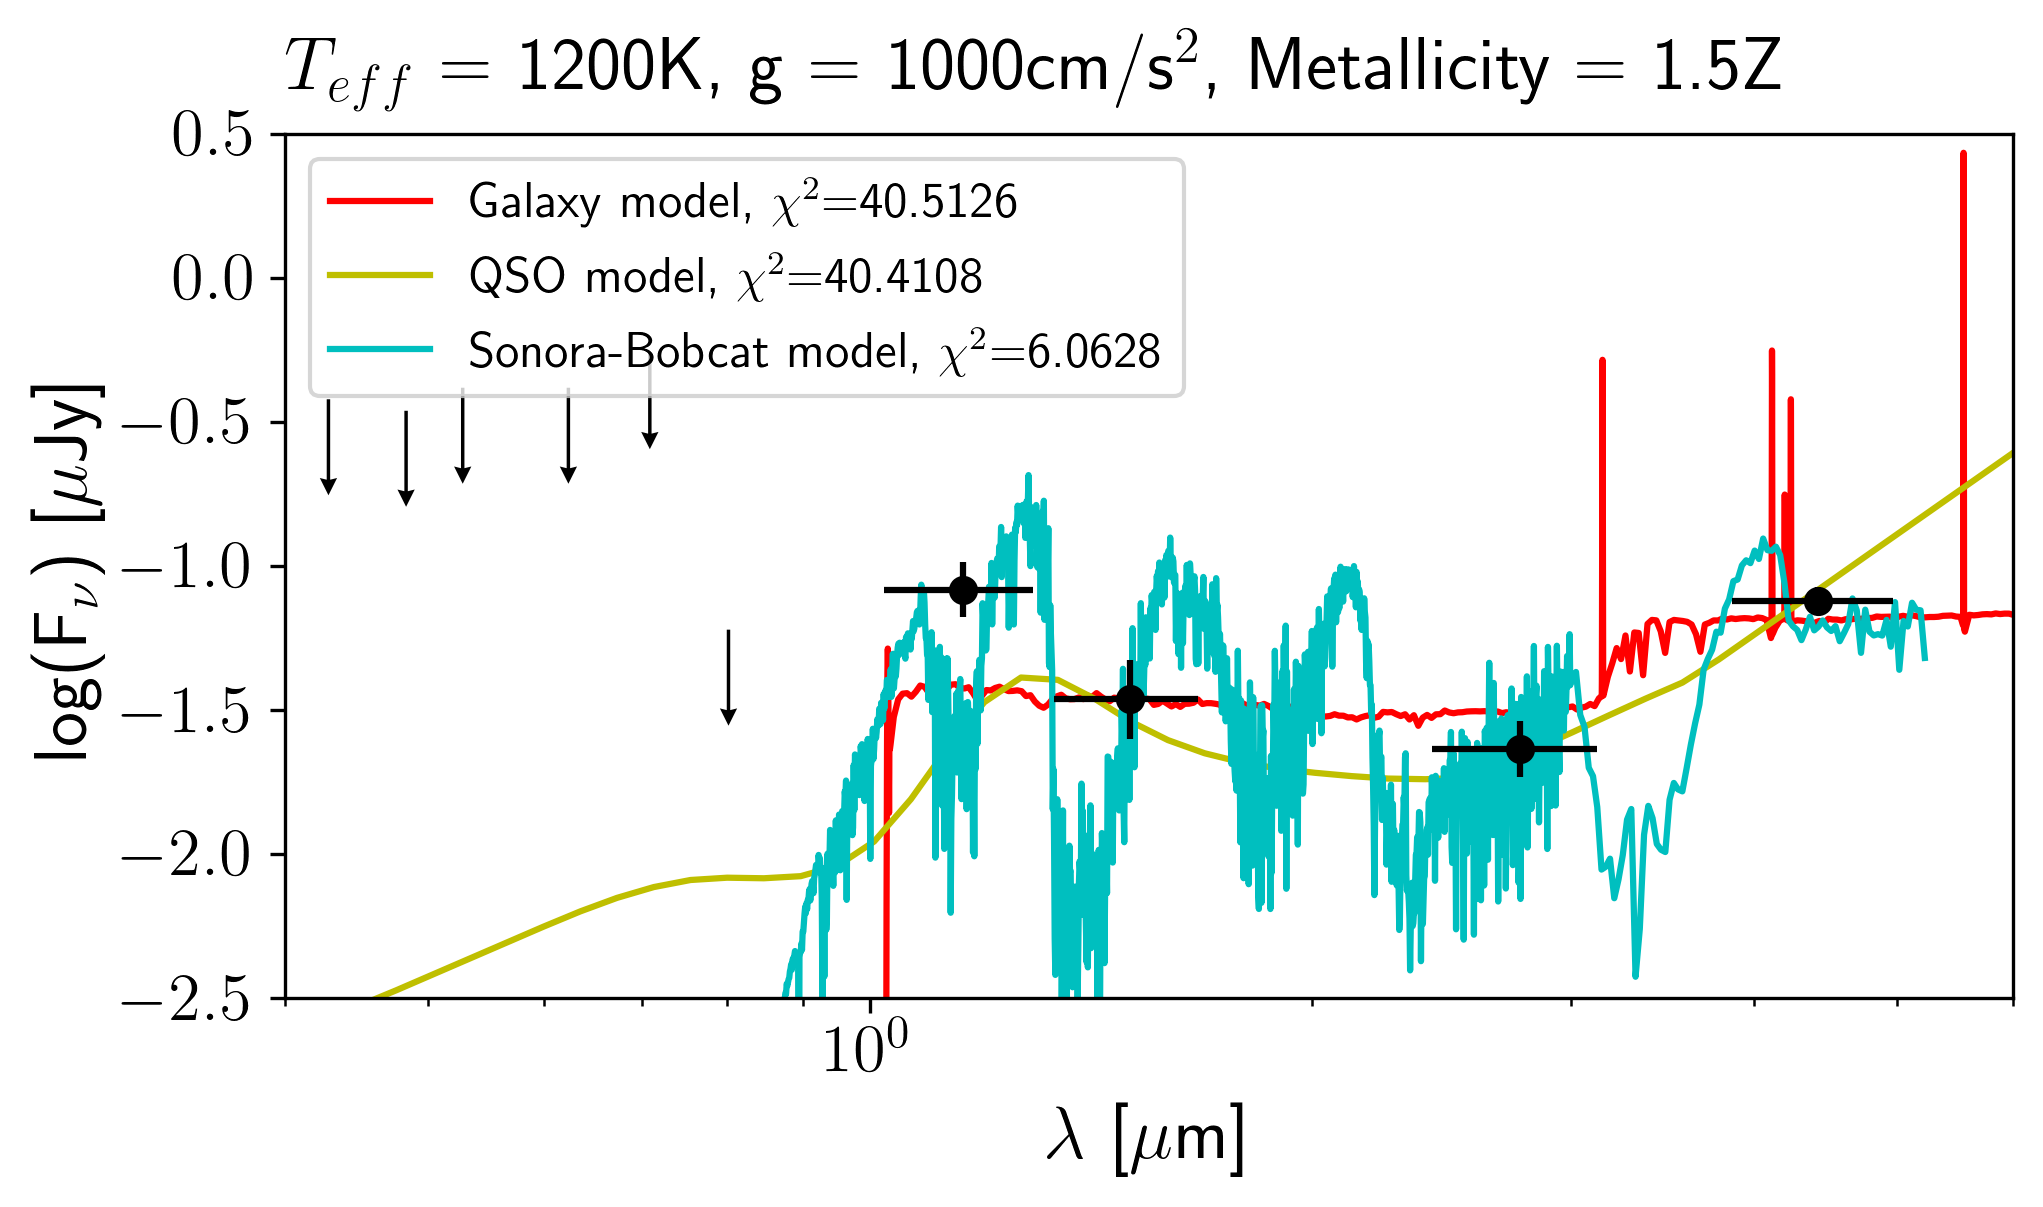 T_eff = 1200K, g = 1000cm/s², Metallicity = 1.5Z
Galaxy model, χ²=40.5126
QSO model, χ²=40.4108
Sonora-Bobcat model, χ²=6.0628
0.5
0.0
−0.5
−1.0
−1.5
−2.0
−2.5
log(F_ν) [μJy]
10⁰
λ [μm]